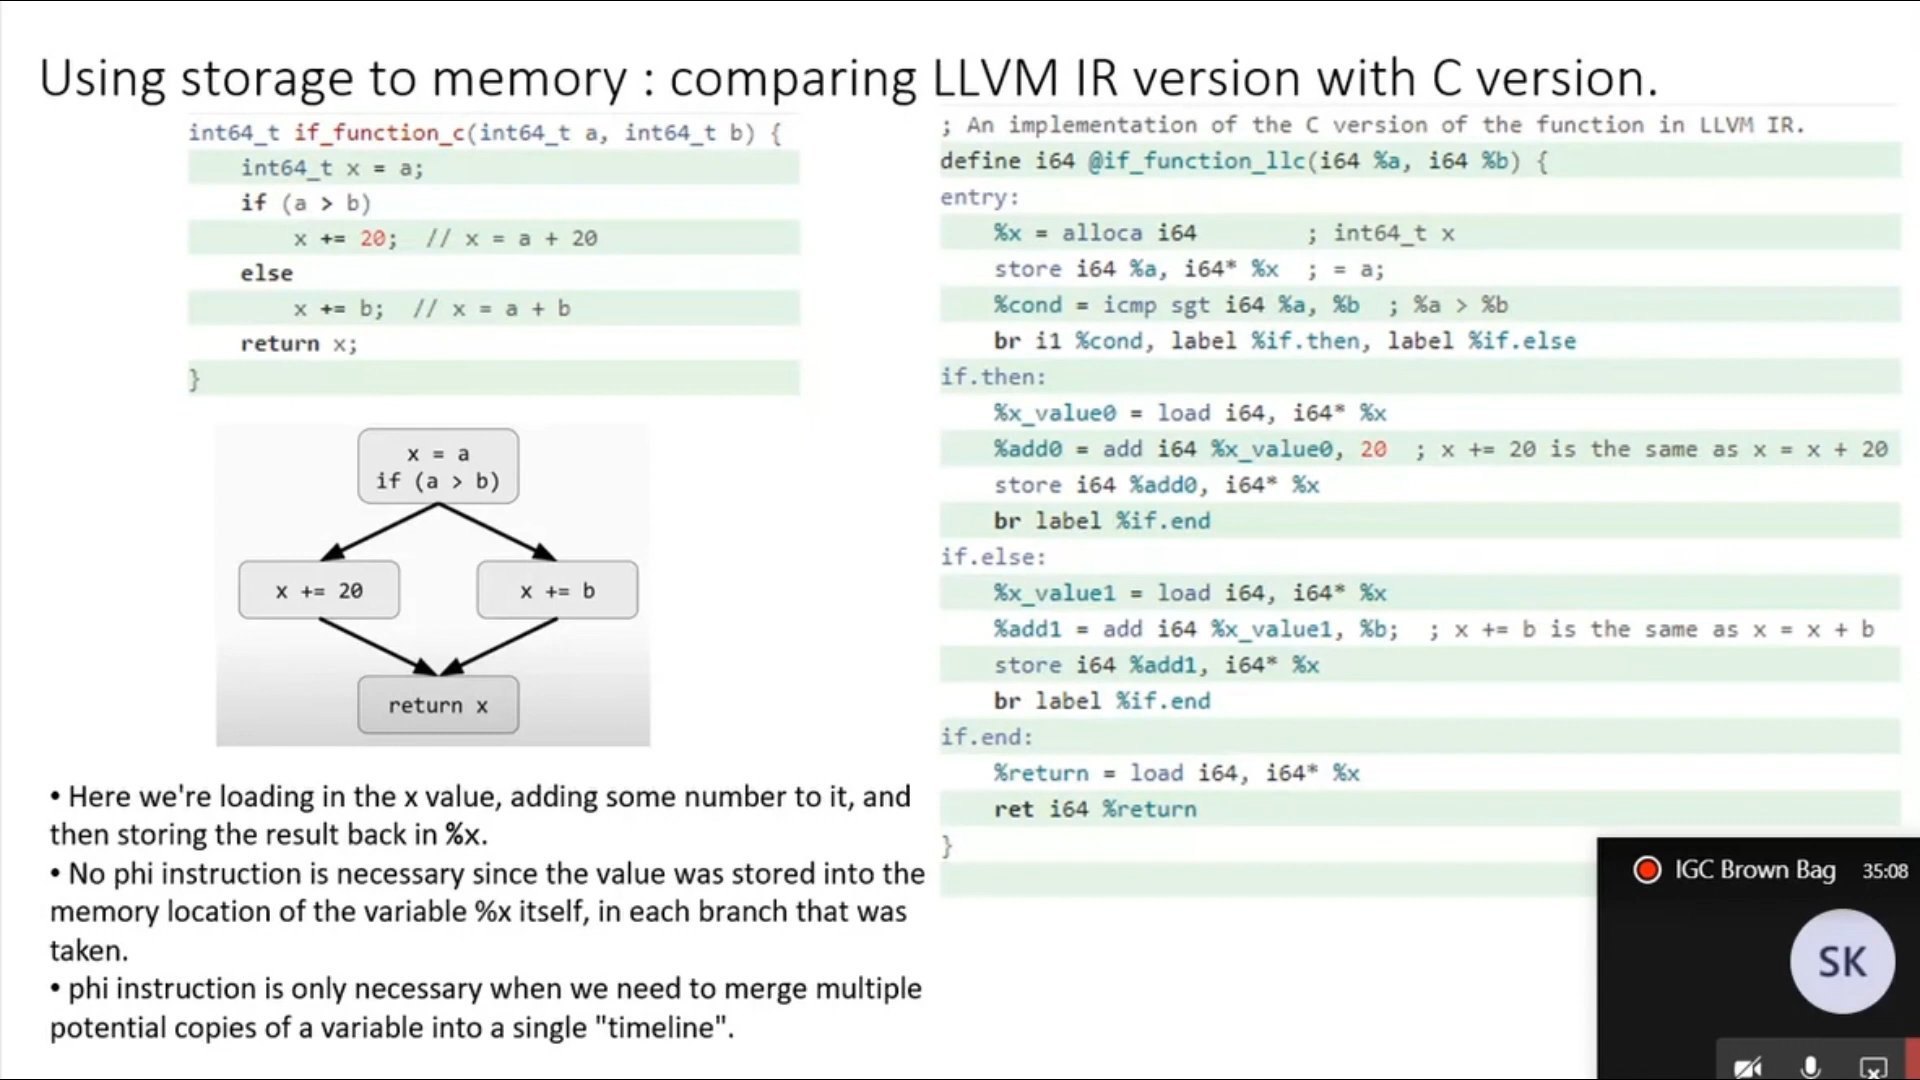 Using storage to memory : comparing LLVM IR version with C version.
int64_t if_function_c(int64_t a, int64_t b) {
int64_t x = a;
if (a > b)
x += 20;  // x = a + 20
else
x += b;  // x = a + b
return x;
}
x = a
if (a > b)
x += 20
x += b
return x
• Here we're loading in the x value, adding some number to it, and
then storing the result back in %x.
• No phi instruction is necessary since the value was stored into the
memory location of the variable %x itself, in each branch that was
taken.
• phi instruction is only necessary when we need to merge multiple
potential copies of a variable into a single "timeline".
; An implementation of the C version of the function in LLVM IR.
define i64 @if_function_llc(i64 %a, i64 %b) {
entry:
%x = alloca i64        ; int64_t x
store i64 %a, i64* %x  ; = a;
%cond = icmp sgt i64 %a, %b  ; %a > %b
br i1 %cond, label %if.then, label %if.else
if.then:
%x_value0 = load i64, i64* %x
%add0 = add i64 %x_value0, 20  ; x += 20 is the same as x = x + 20
store i64 %add0, i64* %x
br label %if.end
if.else:
%x_value1 = load i64, i64* %x
%add1 = add i64 %x_value1, %b;  ; x += b is the same as x = x + b
store i64 %add1, i64* %x
br label %if.end
if.end:
%return = load i64, i64* %x
ret i64 %return
}
IGC Brown Bag 35:08
SK